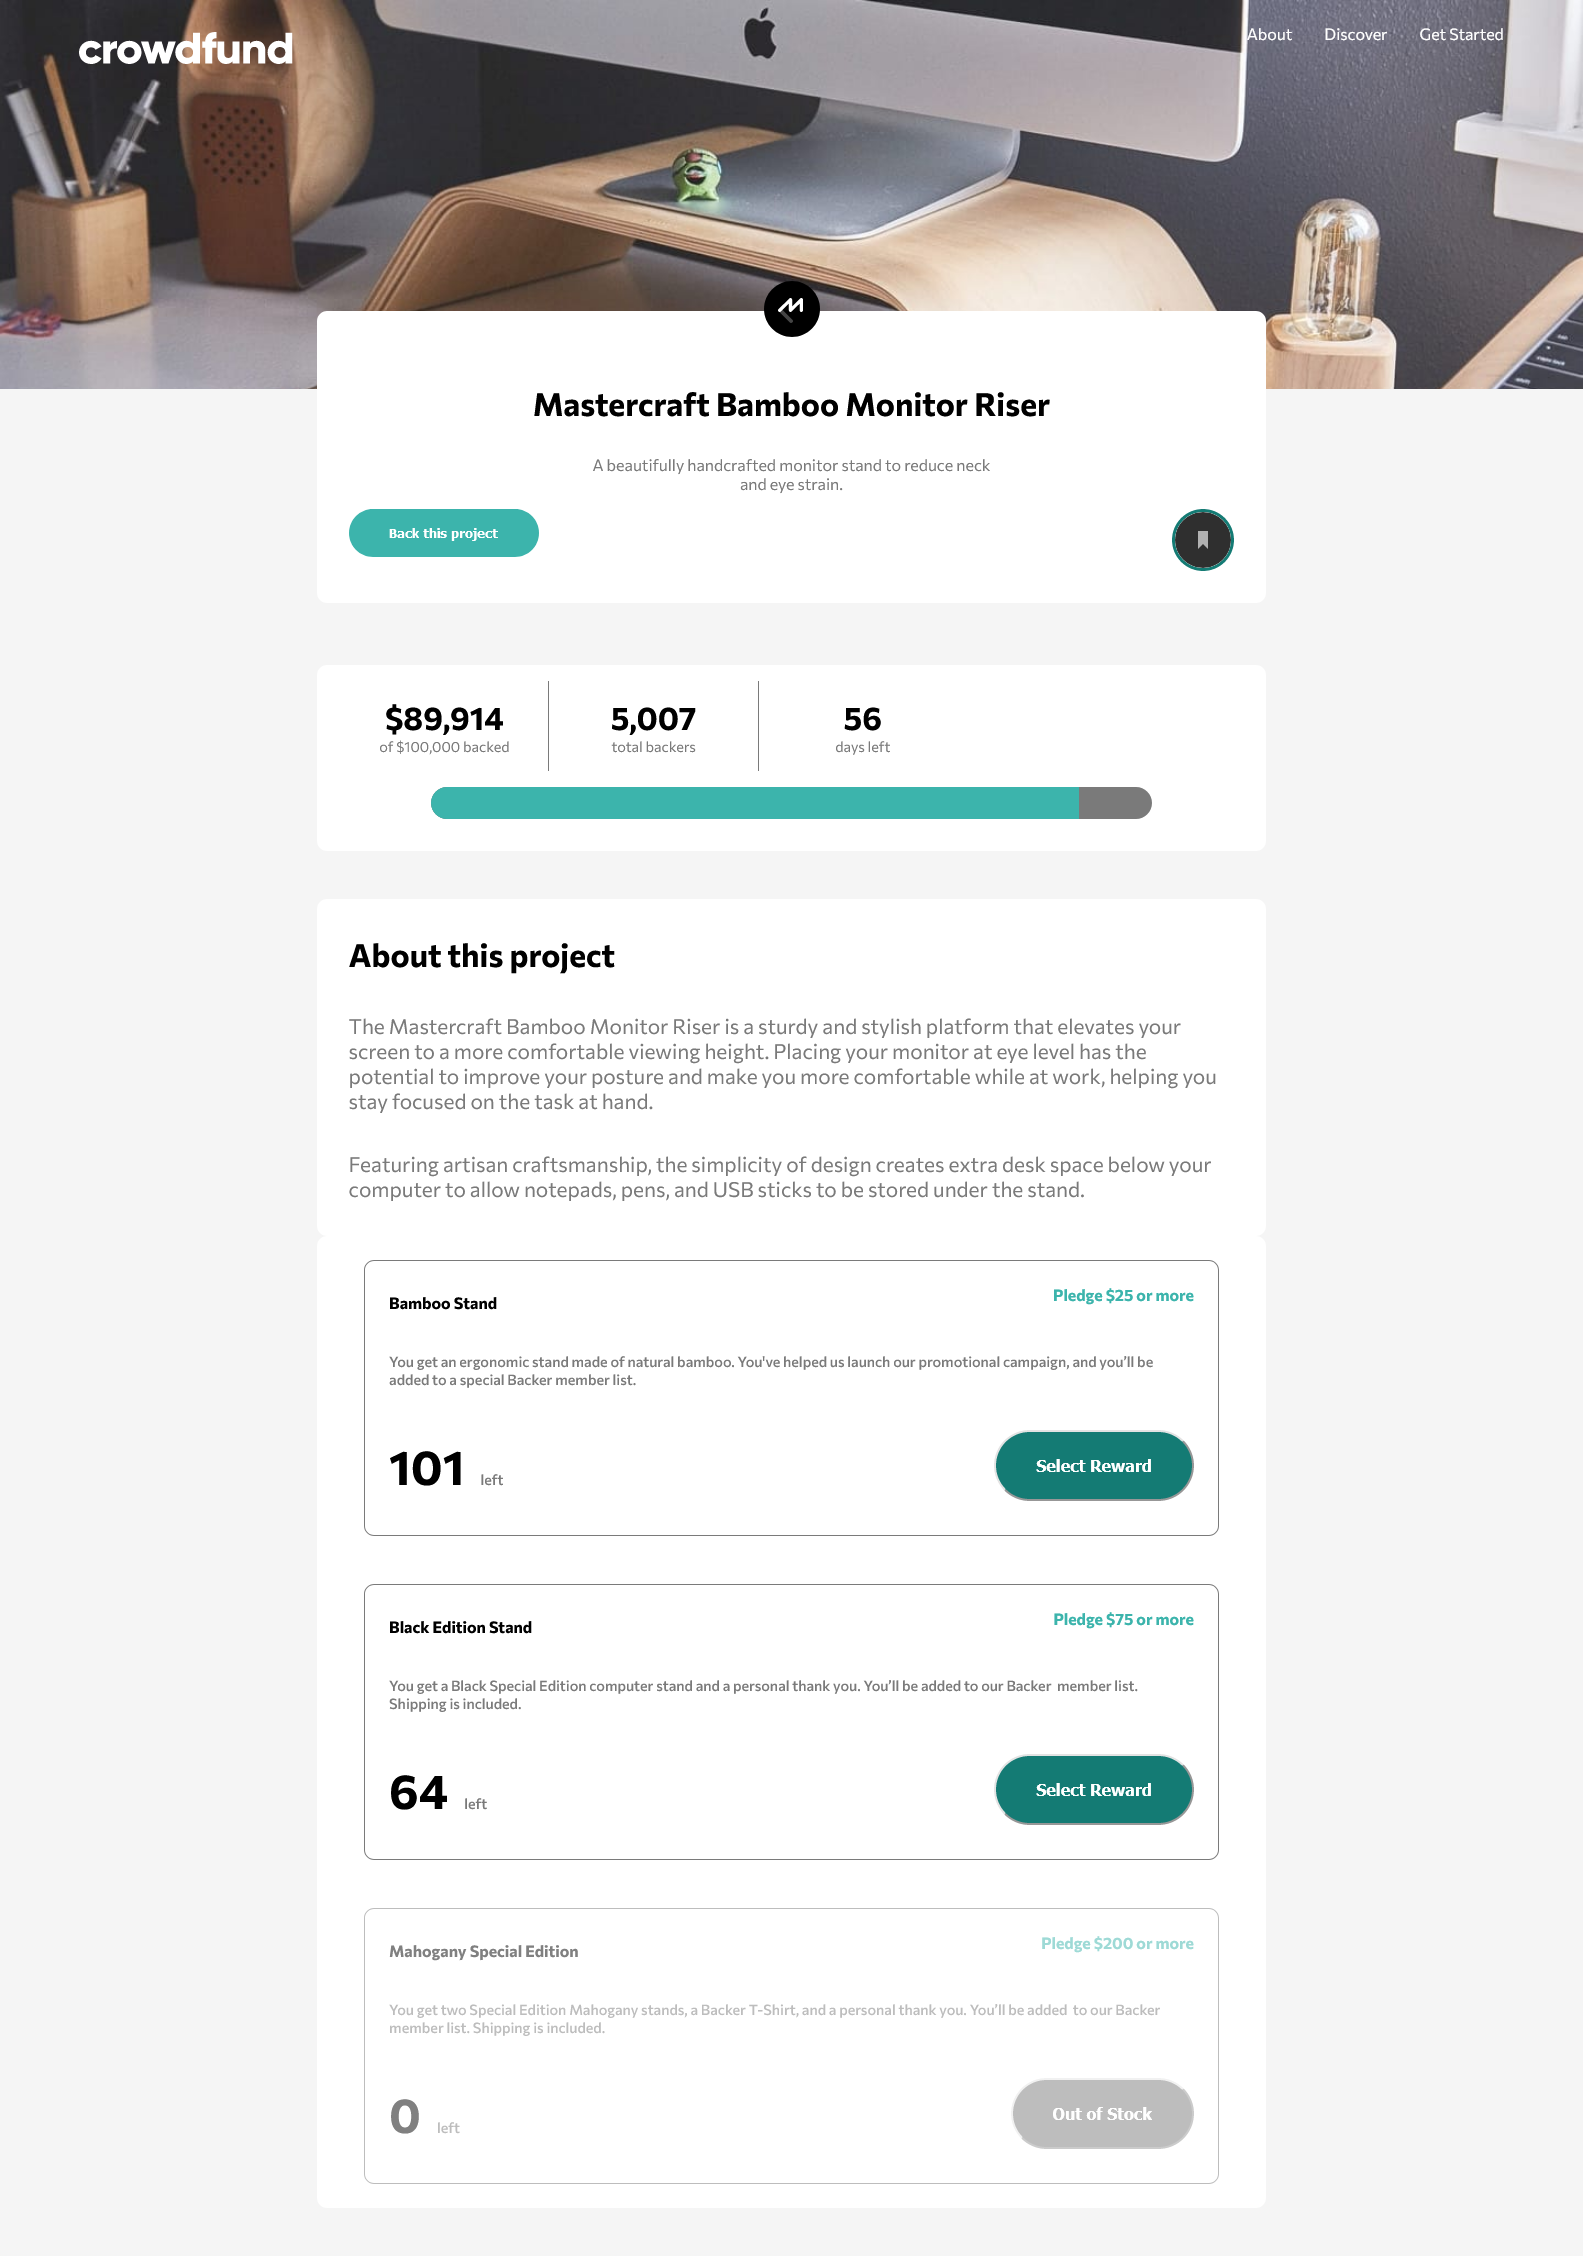 crowdfund
About
Discover
Get Started
Mastercraft Bamboo Monitor Riser
A beautifully handcrafted monitor stand to reduce neck
and eye strain.
Back this project
$89,914
of $100,000 backed
5,007
total backers
56
days left
About this project
The Mastercraft Bamboo Monitor Riser is a sturdy and stylish platform that elevates your
screen to a more comfortable viewing height. Placing your monitor at eye level has the
potential to improve your posture and make you more comfortable while at work, helping you
stay focused on the task at hand.
Featuring artisan craftsmanship, the simplicity of design creates extra desk space below your
computer to allow notepads, pens, and USB sticks to be stored under the stand.
Bamboo Stand
Pledge $25 or more
You get an ergonomic stand made of natural bamboo. You've helped us launch our promotional campaign, and you’ll be
added to a special Backer member list.
101 left
Select Reward
Black Edition Stand
Pledge $75 or more
You get a Black Special Edition computer stand and a personal thank you. You’ll be added to our Backer member list.
Shipping is included.
64 left
Select Reward
Mahogany Special Edition
Pledge $200 or more
You get two Special Edition Mahogany stands, a Backer T-Shirt, and a personal thank you. You’ll be added to our Backer
member list. Shipping is included.
0 left
Out of Stock